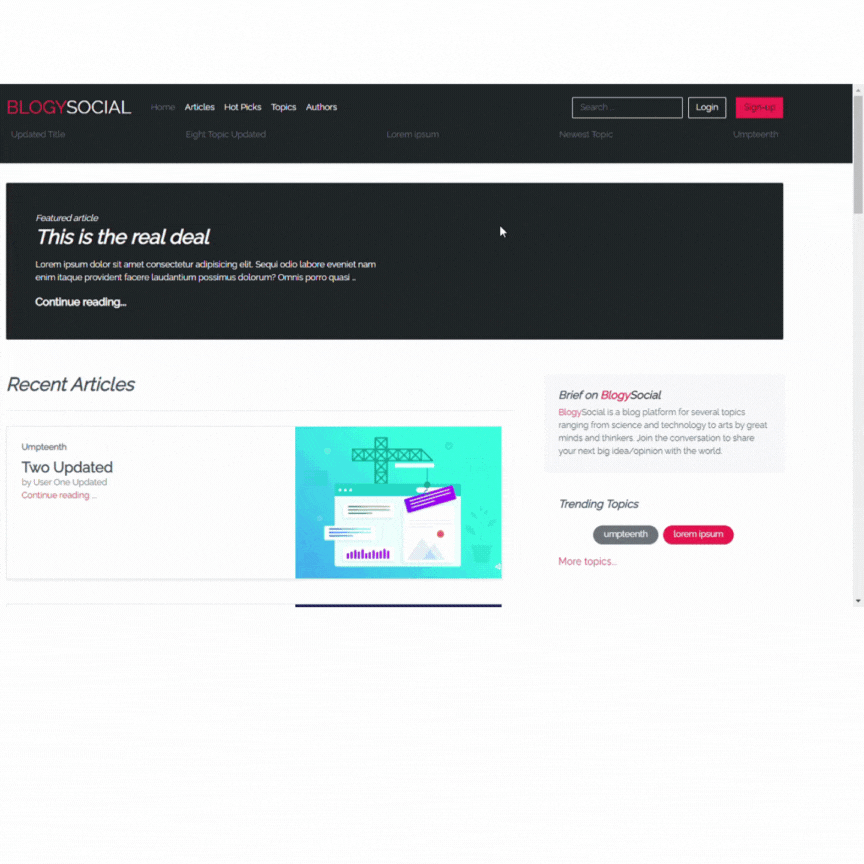 BLOGYSOCIAL Home Articles Hot Picks Topics Authors Search... Login Sign-up
Updated Title Eight Topic Updated Lorem ipsum Newest Topic Umpteenth
Featured article
This is the real deal
Lorem ipsum dolor sit amet consectetur adipisicing elit. Sequi odio labore eveniet nam
enim itaque provident facere laudantium possimus dolorum? Omnis porro quasi ...
Continue reading...
Recent Articles
Umpteenth
Two Updated
by User One Updated
Continue reading ...
Brief on BlogySocial
BlogySocial is a blog platform for several topics
ranging from science and technology to arts by great
minds and thinkers. Join the conversation to share
your next big idea/opinion with the world.
Trending Topics
umpteenth lorem ipsum
More topics...